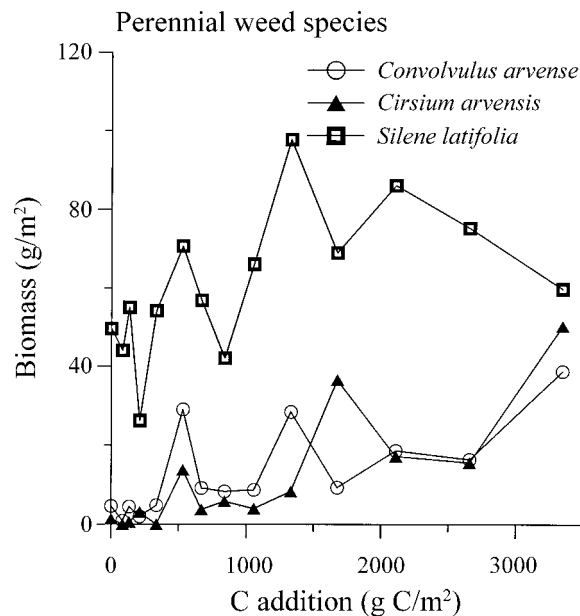 Perennial weed species
120
Convolvulus arvense
Cirsium arvensis
Silene latifolia
80
40
0
Biomass (g/m²)
0 1000 2000 3000
C addition (g C/m²)